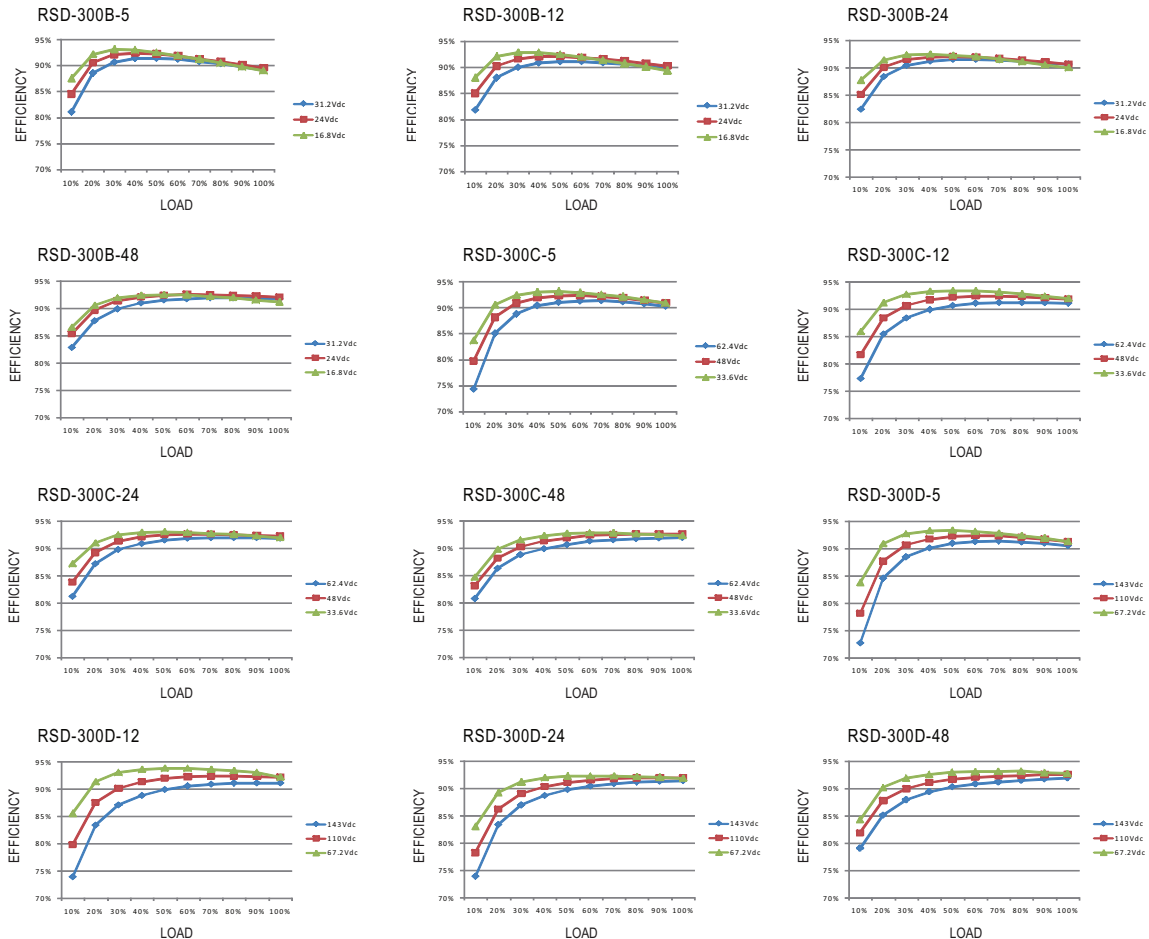 RSD-300B-5
95%
90%
85%
80%
75%
70%
EFFICIENCY
10% 20% 30% 40% 50% 60% 70% 80% 90% 100%
LOAD
31.2Vdc
24Vdc
16.8Vdc
RSD-300B-12
95%
90%
85%
80%
75%
70%
EFFICIENCY
10% 20% 30% 40% 50% 60% 70% 80% 90% 100%
LOAD
31.2Vdc
24Vdc
16.8Vdc
RSD-300B-24
95%
90%
85%
80%
75%
70%
EFFICIENCY
10% 20% 30% 40% 50% 60% 70% 80% 90% 100%
LOAD
31.2Vdc
24Vdc
16.8Vdc
RSD-300B-48
95%
90%
85%
80%
75%
70%
EFFICIENCY
10% 20% 30% 40% 50% 60% 70% 80% 90% 100%
LOAD
31.2Vdc
24Vdc
16.8Vdc
RSD-300C-5
95%
90%
85%
80%
75%
70%
EFFICIENCY
10% 20% 30% 40% 50% 60% 70% 80% 90% 100%
LOAD
62.4Vdc
48Vdc
33.6Vdc
RSD-300C-12
95%
90%
85%
80%
75%
70%
EFFICIENCY
10% 20% 30% 40% 50% 60% 70% 80% 90% 100%
LOAD
62.4Vdc
48Vdc
33.6Vdc
RSD-300C-24
95%
90%
85%
80%
75%
70%
EFFICIENCY
10% 20% 30% 40% 50% 60% 70% 80% 90% 100%
LOAD
62.4Vdc
48Vdc
33.6Vdc
RSD-300C-48
95%
90%
85%
80%
75%
70%
EFFICIENCY
10% 20% 30% 40% 50% 60% 70% 80% 90% 100%
LOAD
62.4Vdc
48Vdc
33.6Vdc
RSD-300D-5
95%
90%
85%
80%
75%
70%
EFFICIENCY
10% 20% 30% 40% 50% 60% 70% 80% 90% 100%
LOAD
143Vdc
110Vdc
67.2Vdc
RSD-300D-12
95%
90%
85%
80%
75%
70%
EFFICIENCY
10% 20% 30% 40% 50% 60% 70% 80% 90% 100%
LOAD
143Vdc
110Vdc
67.2Vdc
RSD-300D-24
95%
90%
85%
80%
75%
70%
EFFICIENCY
10% 20% 30% 40% 50% 60% 70% 80% 90% 100%
LOAD
143Vdc
110Vdc
67.2Vdc
RSD-300D-48
95%
90%
85%
80%
75%
70%
EFFICIENCY
10% 20% 30% 40% 50% 60% 70% 80% 90% 100%
LOAD
143Vdc
110Vdc
67.2Vdc